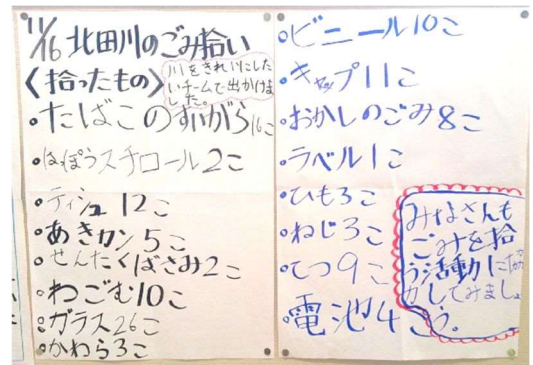 11/16 北田川のごみ拾い
〈拾ったもの〉
川をきれいにした
いチームで出かけま
した。
・たばこのすいがら16こ
・はっぽうスチロール2こ
・ティシュ12こ
・あきカン5こ
・せんたくばさみ2こ
・わごむ10こ
・ガラス26こ
・かわら3こ
・ビニール10こ
・キャップ11こ
・おかしのごみ8こ
・ラベル1こ
・ひも3こ
・ねじ3こ
・てつ9こ
・電池4こ
みなさんも
ごみを拾
う活動に
かしてみまし
う。